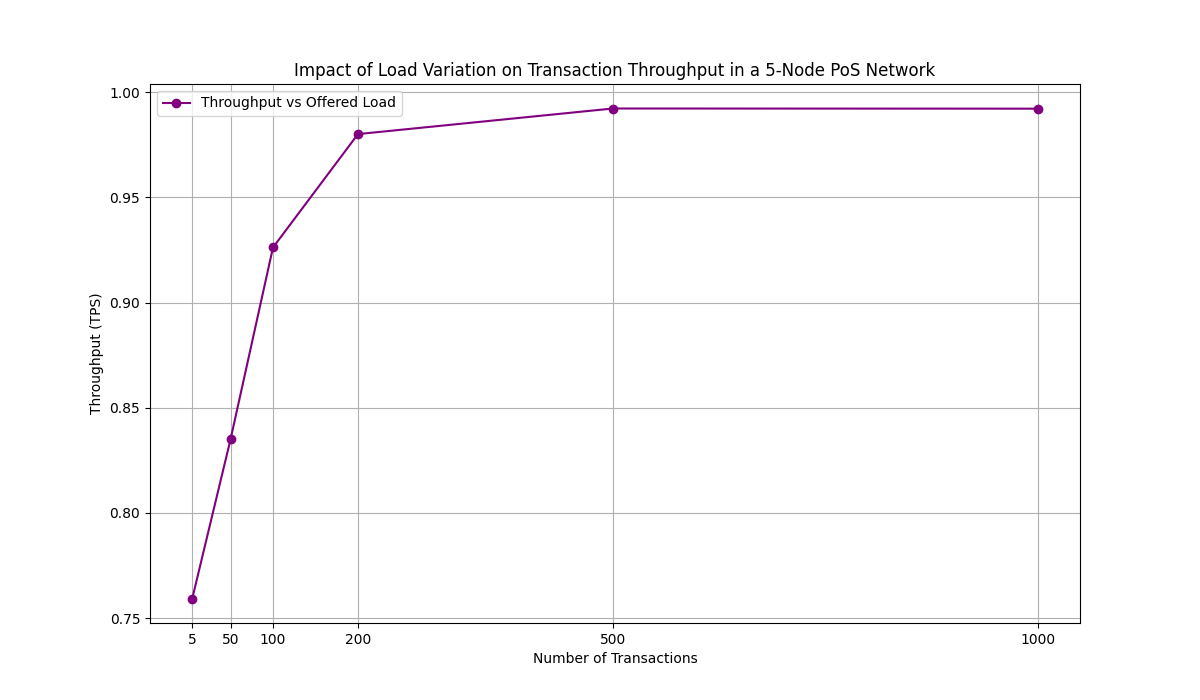 Impact of Load Variation on Transaction Throughput in a 5-Node PoS Network
Throughput vs Offered Load
Throughput (TPS)
1.00
0.95
0.90
0.85
0.80
0.75
5 50 100 200 500 1000
Number of Transactions